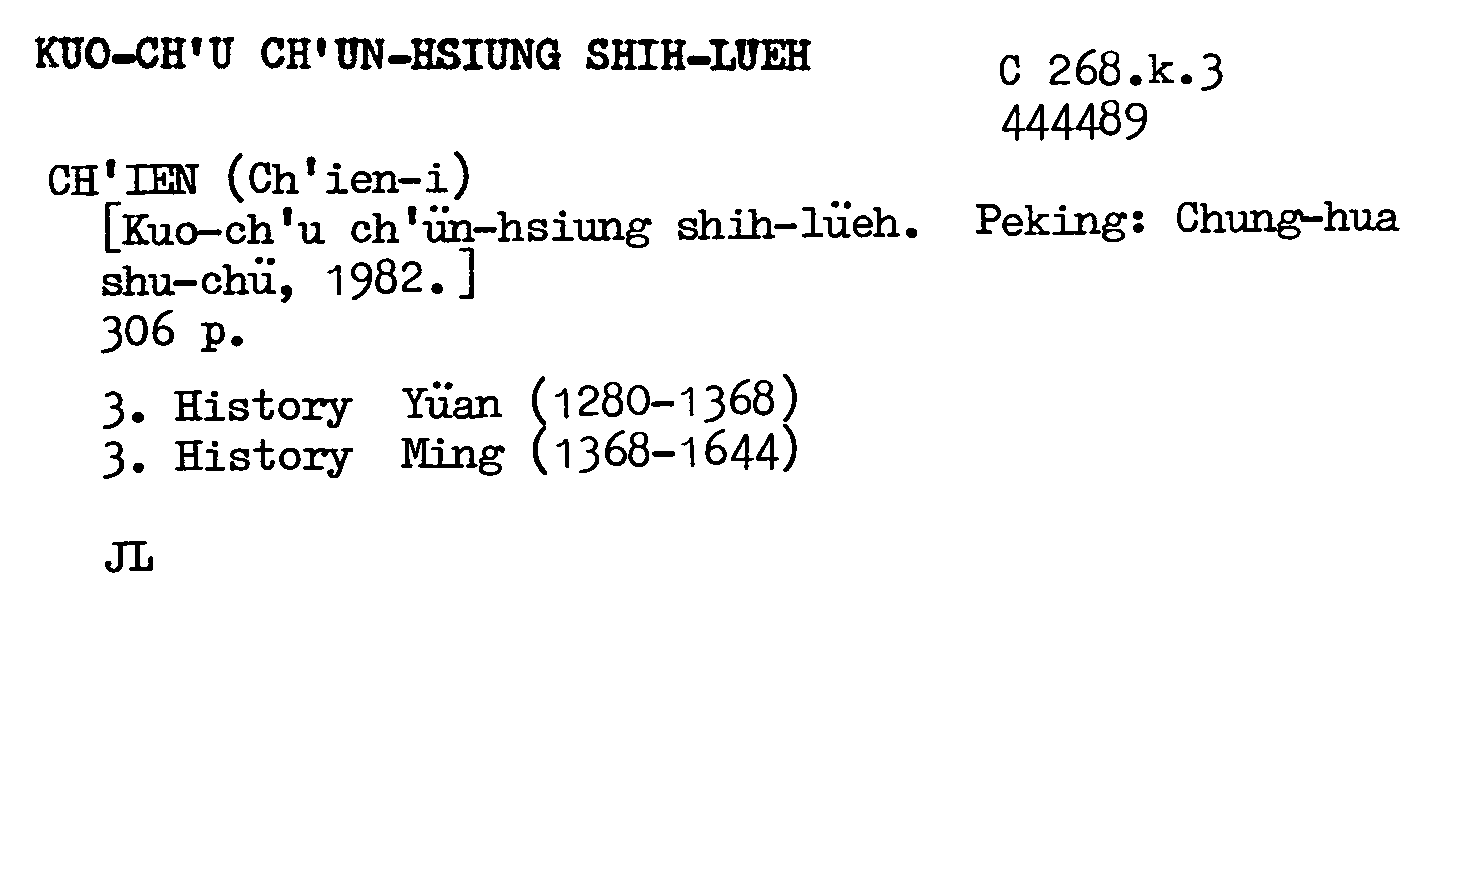 KUO-CH'U CH'UN-HSIUNG SHIH-LUEH
C 268.k.3
444489
CH'IEN (Ch'ien-i)
[Kuo-ch'u ch'ün-hsiung shih-lüeh. Peking: Chung-hua
shu-chü, 1982.]
306 p.
3. History Yüan (1280-1368)
3. History Ming (1368-1644)
JL